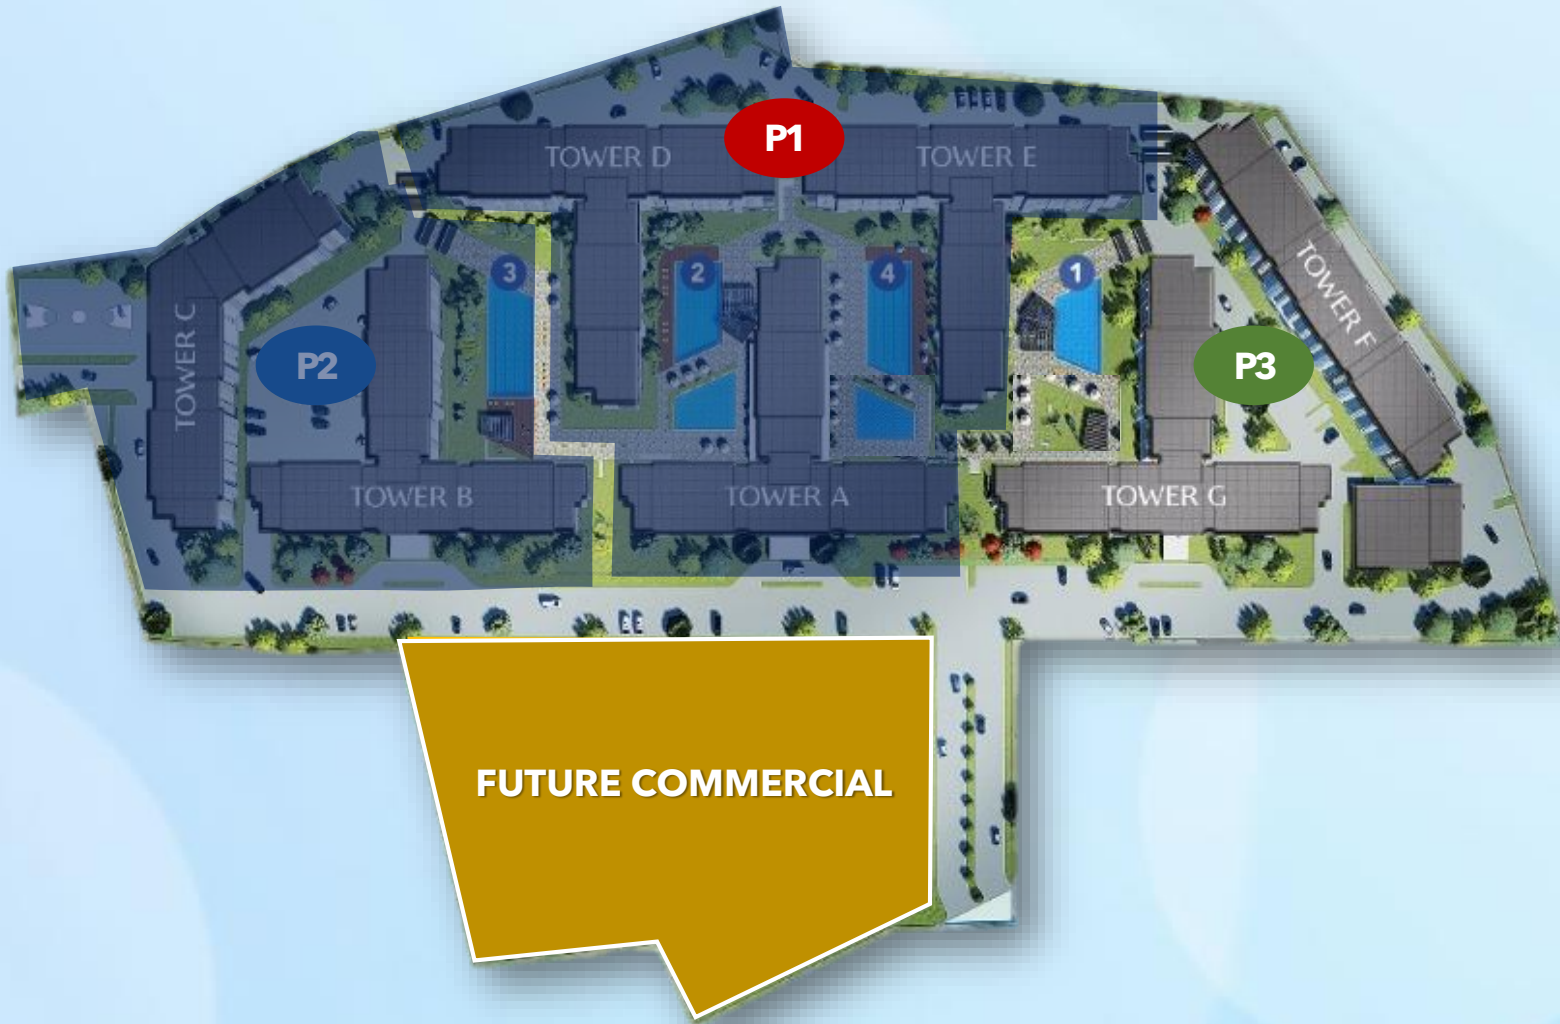 P1
TOWER D
TOWER E
TOWER F
3
2
4
1
TOWER C
P2
P3
TOWER B
TOWER A
TOWER G
FUTURE COMMERCIAL